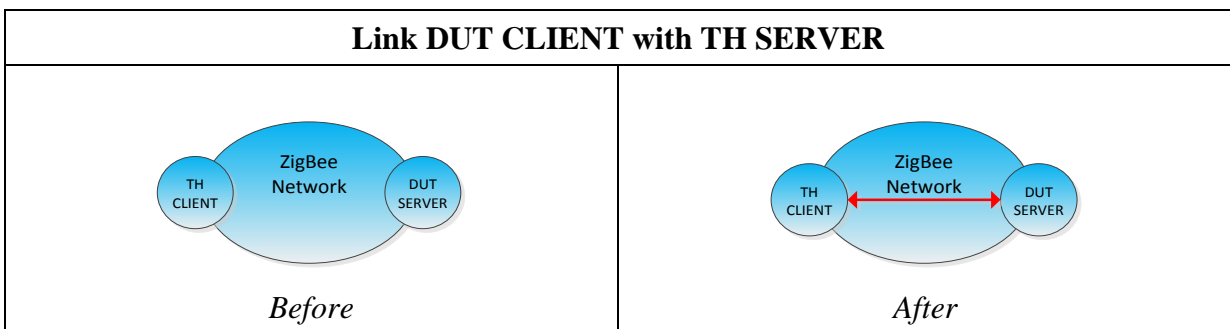 Link DUT CLIENT with TH SERVER
ZigBee
Network
TH
CLIENT
DUT
SERVER
Before
ZigBee
Network
TH
CLIENT
DUT
SERVER
After